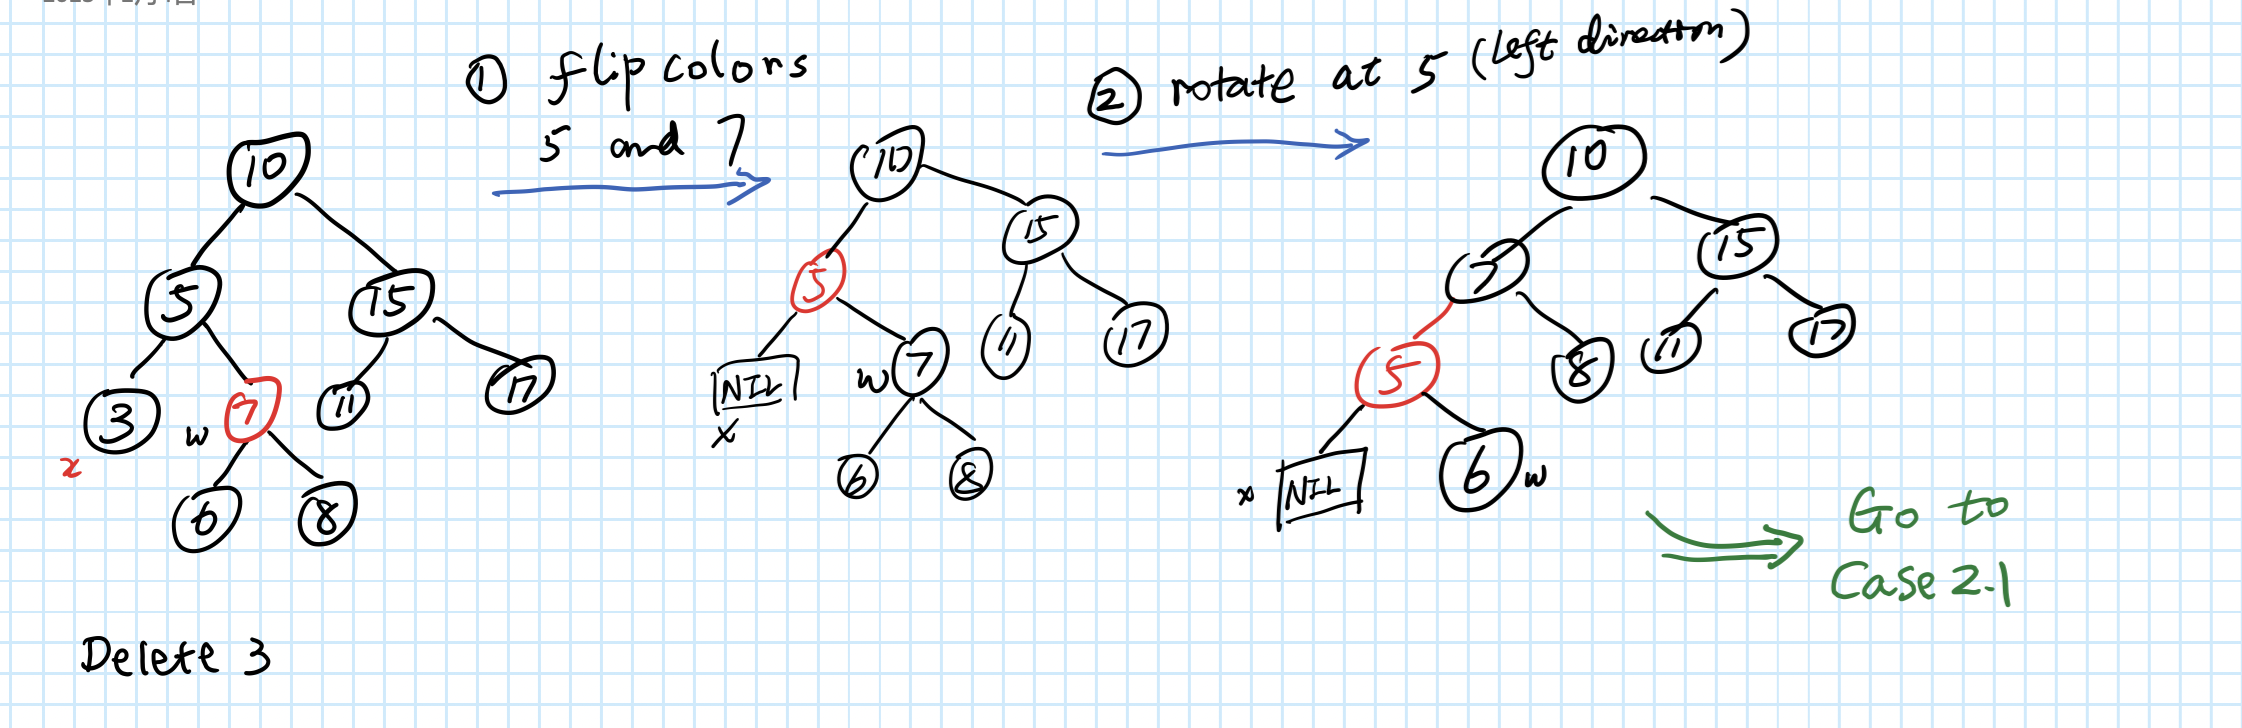 ① flip colors
5 and 7
② rotate at 5 (left direction)
10
5
15
3
w
7
11
17
x
6
8
10
5
15
NIL
x
w
7
11
17
6
8
10
7
15
5
8
11
17
x
NIL
6
w
Go to
Case 2.1
Delete 3